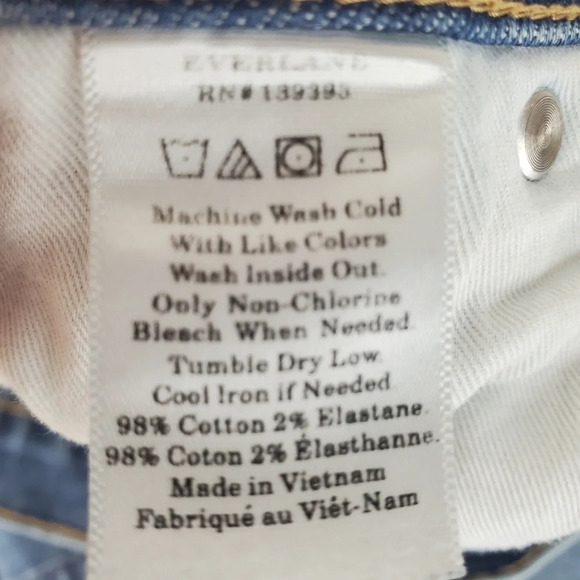 EVERLANE
RN# 139393
Machine Wash Cold
With Like Colors
Wash Inside Out.
Only Non-Chlorine
Bleach When Needed.
Tumble Dry Low.
Cool Iron if Needed
98% Cotton 2% Elastane.
98% Coton 2% Élasthanne.
Made in Vietnam
Fabriqué au Viêt-Nam